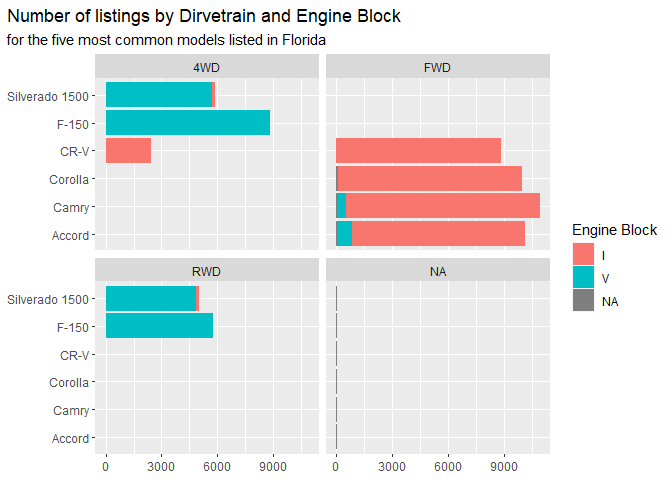 Number of listings by Dirvetrain and Engine Block
for the five most common models listed in Florida
4WD
FWD
Silverado 1500
F-150
CR-V
Corolla
Camry
Accord
RWD
NA
Silverado 1500
F-150
CR-V
Corolla
Camry
Accord
0 3000 6000 9000
0 3000 6000 9000
Engine Block
I
V
NA